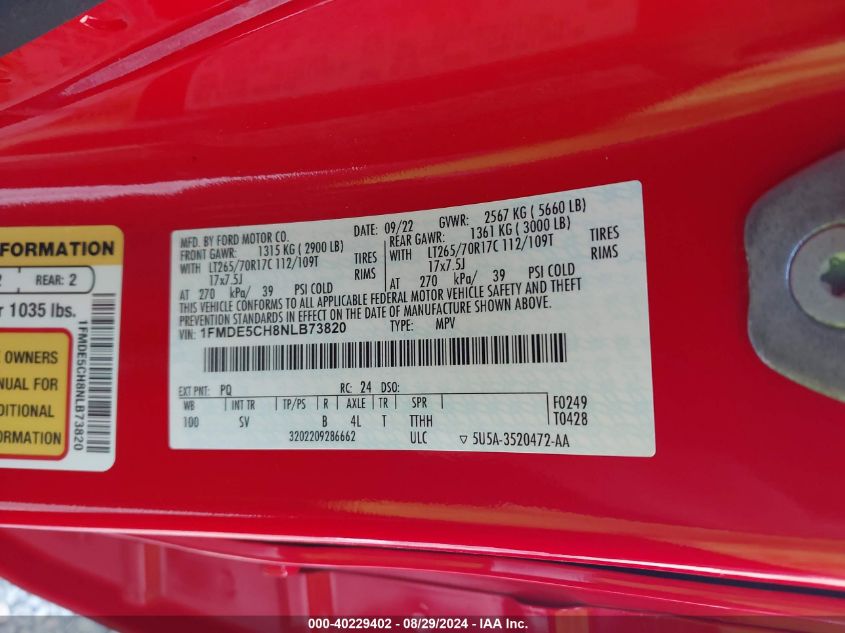 FORMATION
REAR: 2
1035 lbs.
OWNERS
NUAL FOR
DITIONAL
ORMATION
1FMDE5CH8NLB73820
MFD. BY FORD MOTOR CO. DATE: 09/22 GVWR: 2567 KG ( 5660 LB)
FRONT GAWR: 1315 KG ( 2900 LB) REAR GAWR: 1361 KG ( 3000 LB)
WITH LT265/70R17C 112/109T TIRES WITH LT265/70R17C 112/109T TIRES
17x7.5J RIMS 17x7.5J RIMS
AT 270 kPa/ 39 PSI COLD AT 270 kPa/ 39 PSI COLD
THIS VEHICLE CONFORMS TO ALL APPLICABLE FEDERAL MOTOR VEHICLE SAFETY AND THEFT
PREVENTION STANDARDS IN EFFECT ON THE DATE OF MANUFACTURE SHOWN ABOVE.
VIN: 1FMDE5CH8NLB73820 TYPE: MPV
EXT PNT: PQ RC: 24 DSO:
WB INT TR TP/PS R AXLE TR SPR F0249
100 SV B 4L T TTHH T0428
3202209286662 ULC ▽ 5U5A-3520472-AA
000-40229402 - 08/29/2024 - IAA Inc.